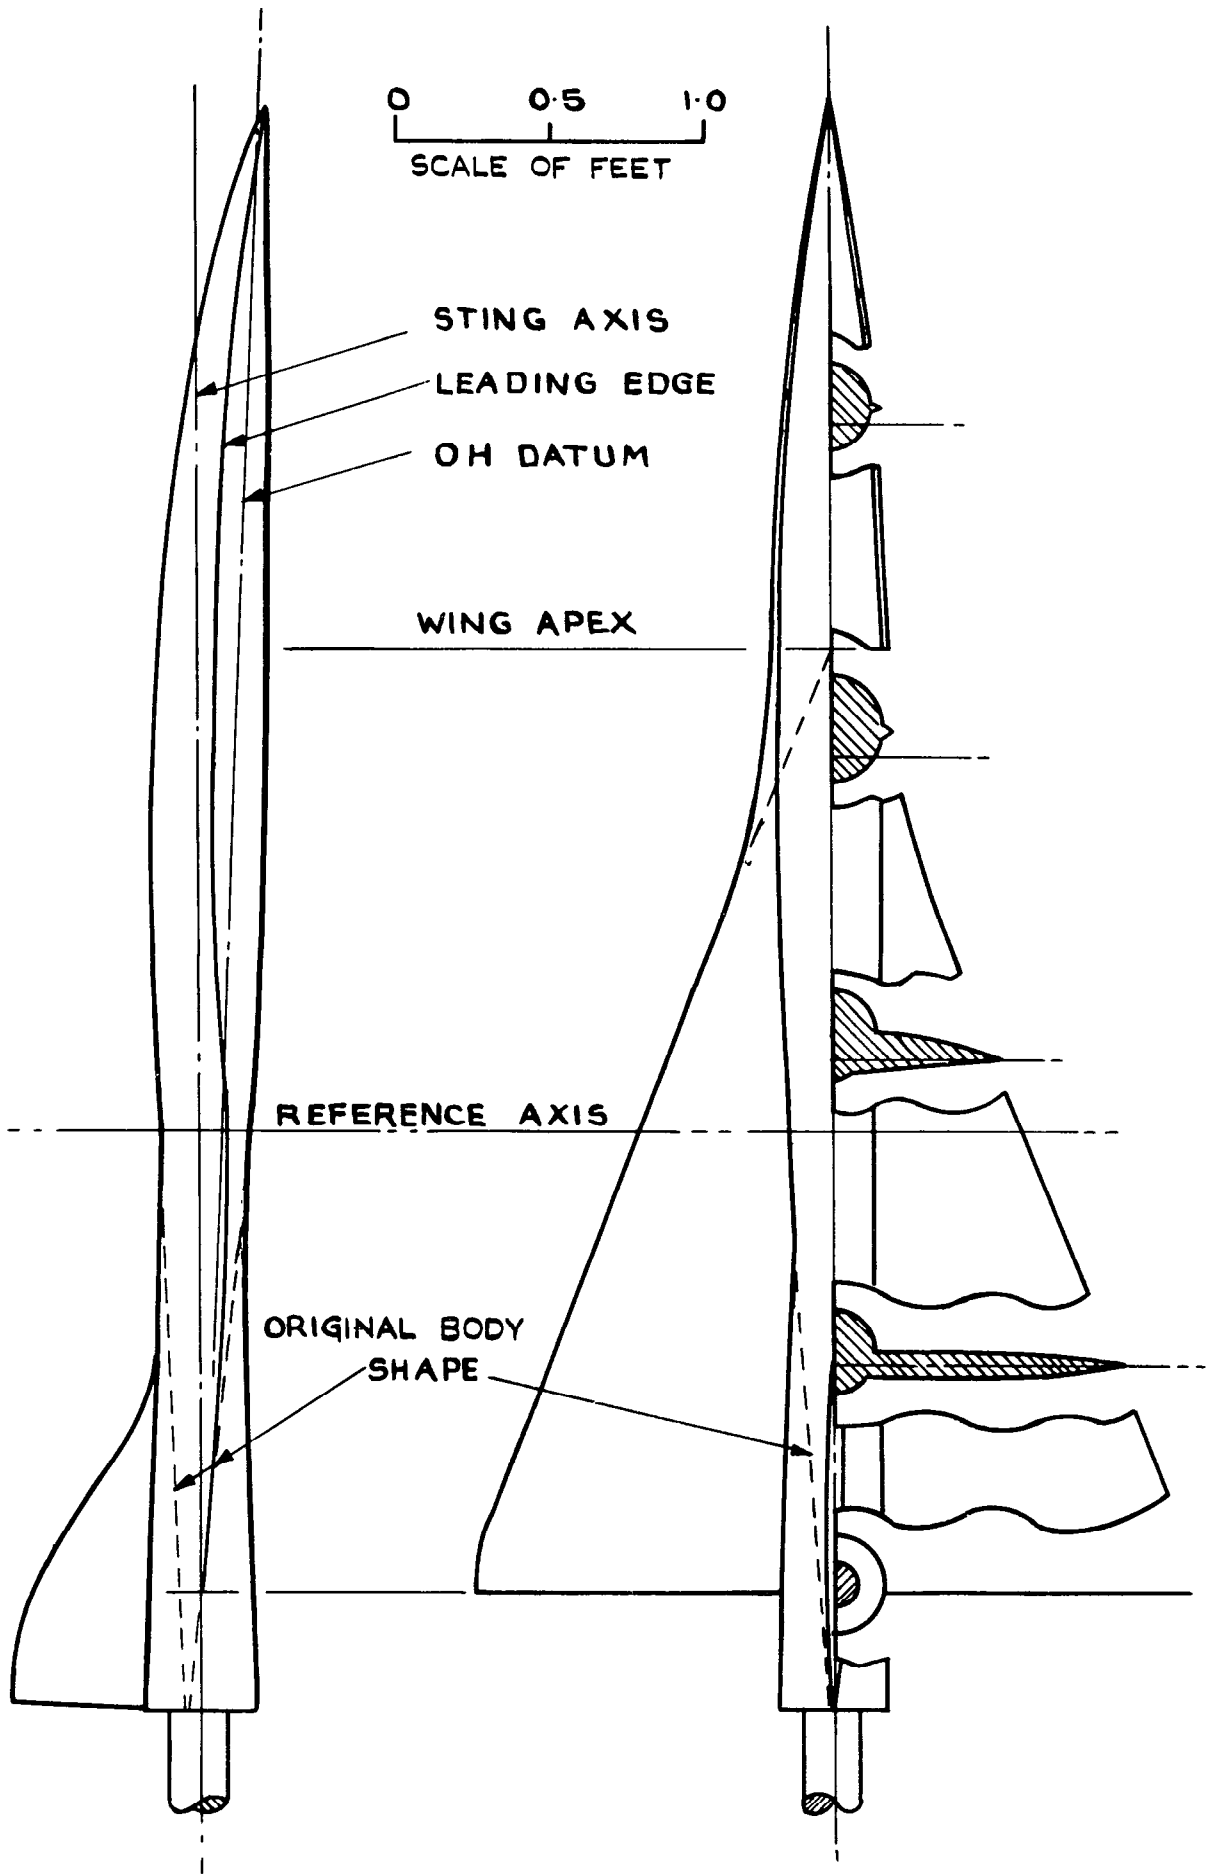 0 0·5 1·0
SCALE OF FEET
STING AXIS
LEADING EDGE
OH DATUM
WING APEX
REFERENCE AXIS
ORIGINAL BODY
SHAPE